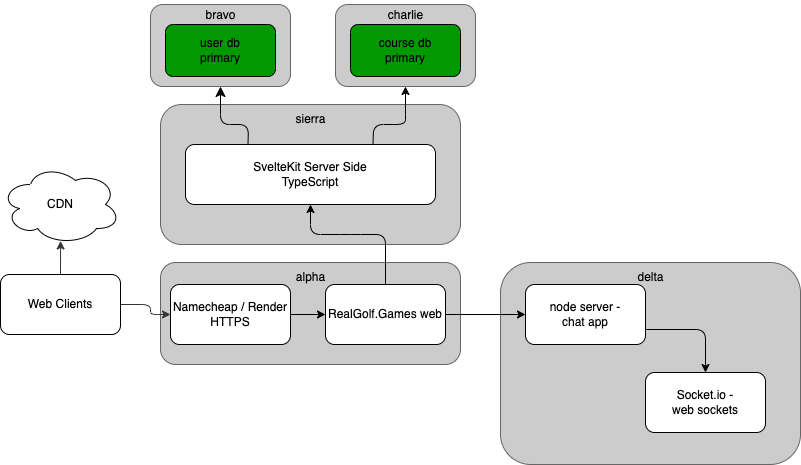 bravo
user db
primary
charlie
course db
primary
sierra
SvelteKit Server Side
TypeScript
CDN
Web Clients
alpha
Namecheap / Render
HTTPS
RealGolf.Games web
delta
node server -
chat app
Socket.io -
web sockets